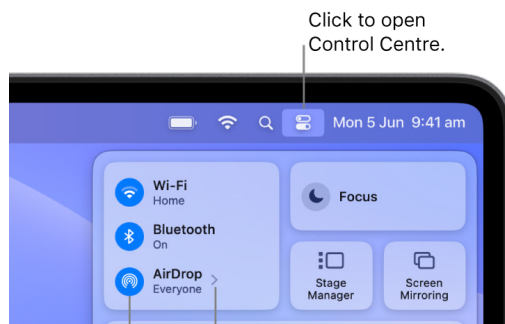 Click to open
Control Centre.
Mon 5 Jun 9:41 am
Wi-Fi
Home
Bluetooth
On
AirDrop
Everyone
Focus
Stage
Manager
Screen
Mirroring